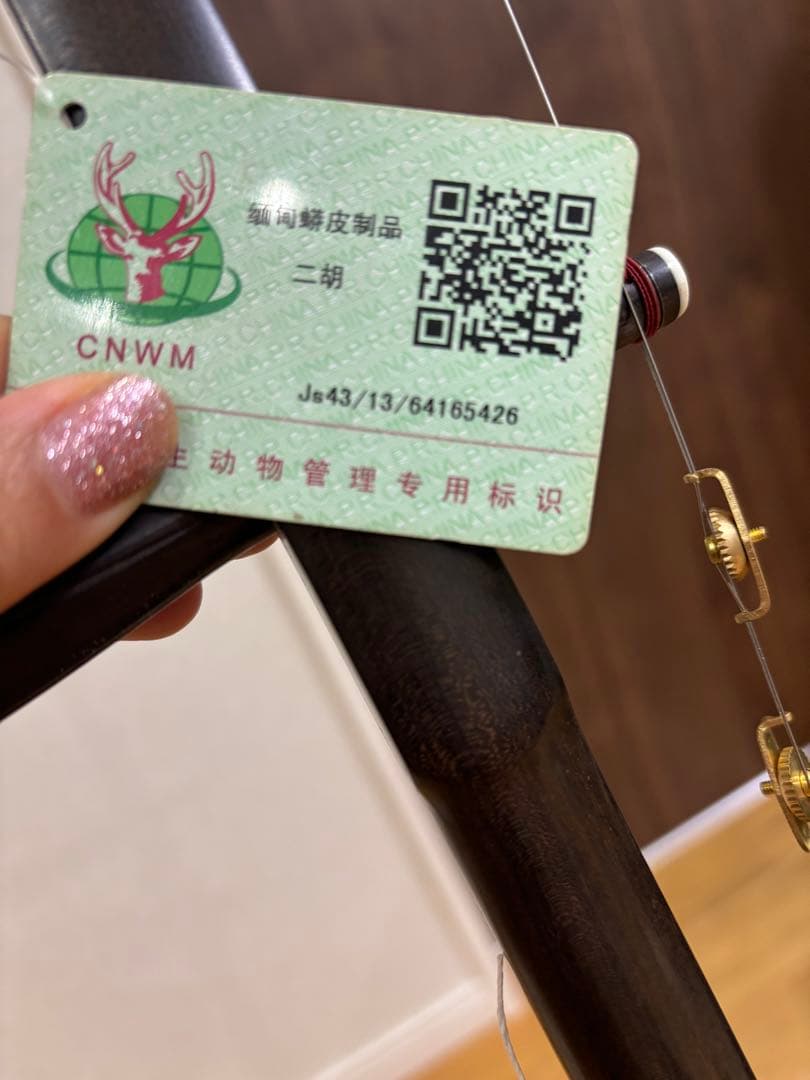 缅甸蟒皮制品
二胡
CNWM
Js43/13/64165426
生动物管理专用标识